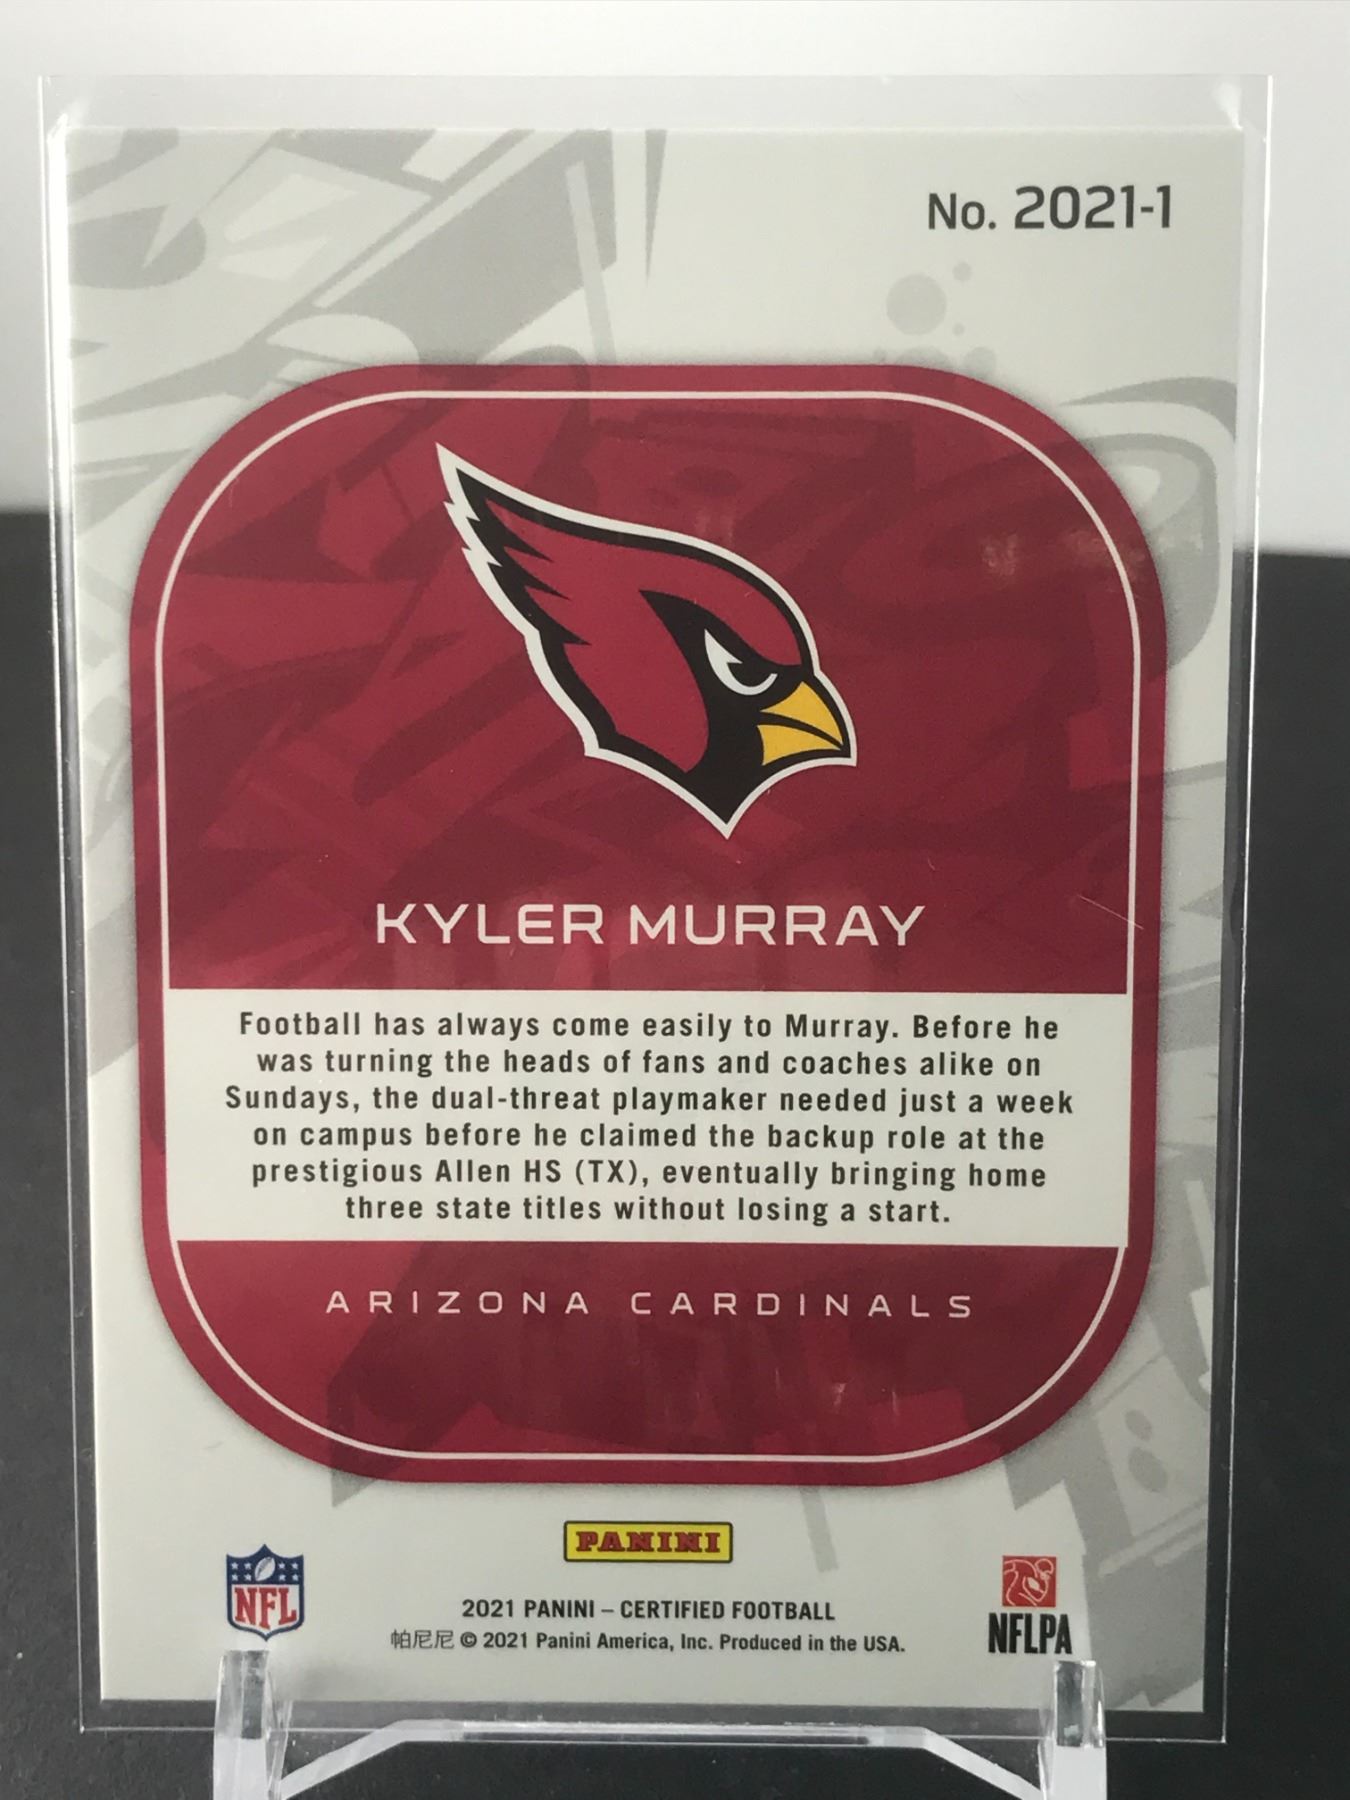 No. 2021-1
KYLER MURRAY
Football has always come easily to Murray. Before he
was turning the heads of fans and coaches alike on
Sundays, the dual-threat playmaker needed just a week
on campus before he claimed the backup role at the
prestigious Allen HS (TX), eventually bringing home
three state titles without losing a start.
ARIZONA CARDINALS
PANINI
NFL
2021 PANINI – CERTIFIED FOOTBALL
帕尼尼 © 2021 Panini America, Inc. Produced in the USA.
NFLPA